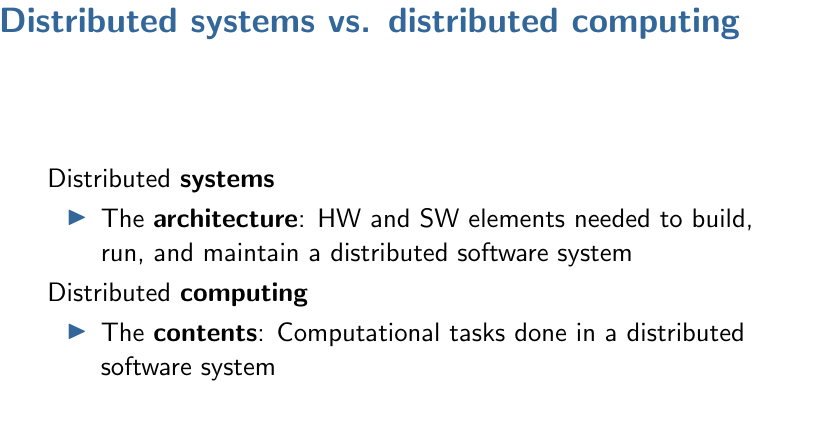 Distributed systems vs. distributed computing
Distributed systems
▶ The architecture: HW and SW elements needed to build,
run, and maintain a distributed software system
Distributed computing
▶ The contents: Computational tasks done in a distributed
software system